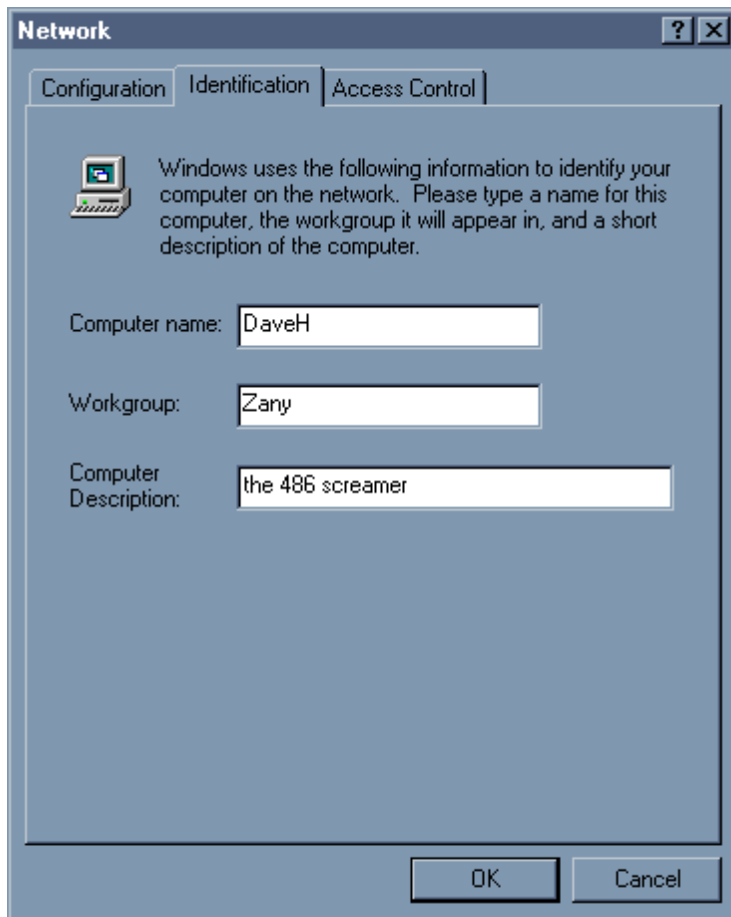 Network
Configuration Identification Access Control
Windows uses the following information to identify your
computer on the network.  Please type a name for this
computer, the workgroup it will appear in, and a short
description of the computer.
Computer name: DaveH
Workgroup: Zany
Computer
Description: the 486 screamer
OK Cancel